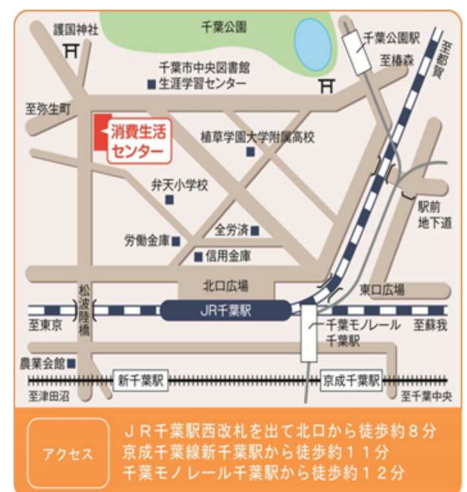 護国神社
千葉公園
千葉公園駅
至椿森
至都賀
千葉市中央図書館
生涯学習センター
至弥生町
消費生活
センター
植草学園大学附属高校
弁天小学校
駅前
地下道
労働金庫
全労済
信用金庫
北口広場
東口広場
松波陸橋
JR千葉駅
至東京
千葉モノレール
千葉駅
至蘇我
農業会館
新千葉駅
京成千葉駅
至津田沼
至千葉中央
アクセス
JR千葉駅西改札を出て北口から徒歩約8分
京成千葉線新千葉駅から徒歩約11分
千葉モノレール千葉駅から徒歩約12分